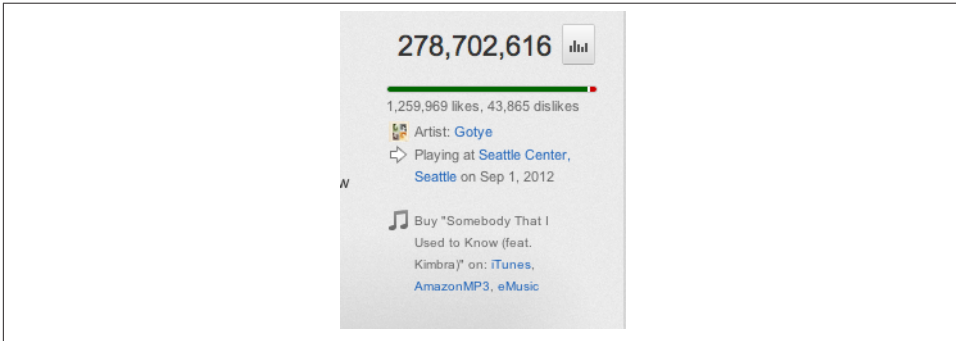 278,702,616
1,259,969 likes, 43,865 dislikes
Artist: Gotye
Playing at Seattle Center,
Seattle on Sep 1, 2012
w
Buy "Somebody That I
Used to Know (feat.
Kimbra)" on: iTunes,
AmazonMP3, eMusic